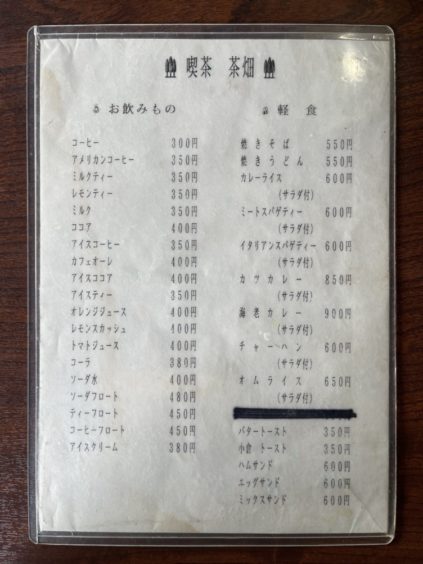 喫茶 茶畑
お飲みもの
コーヒー 300円
アメリカンコーヒー 350円
ミルクティー 350円
レモンティー 350円
ミルク 350円
ココア 400円
アイスコーヒー 350円
カフェオーレ 400円
アイスココア 400円
アイスティー 350円
オレンジジュース 400円
レモンスカッシュ 400円
トマトジュース 400円
コーラ 380円
ソーダ水 400円
ソーダフロート 480円
ティーフロート 450円
コーヒーフロート 450円
アイスクリーム 380円
軽食
焼きそば 550円
焼きうどん 550円
カレーライス 600円
(サラダ付)
ミートスパゲティー 600円
(サラダ付)
イタリアンスパゲティー 600円
(サラダ付)
カツカレー 850円
(サラダ付)
海老カレー 900円
(サラダ付)
チャーハン 600円
(サラダ付)
オムライス 650円
(サラダ付)
バタートースト 350円
小倉トースト 350円
ハムサンド 600円
エッグサンド 600円
ミックスサンド 600円